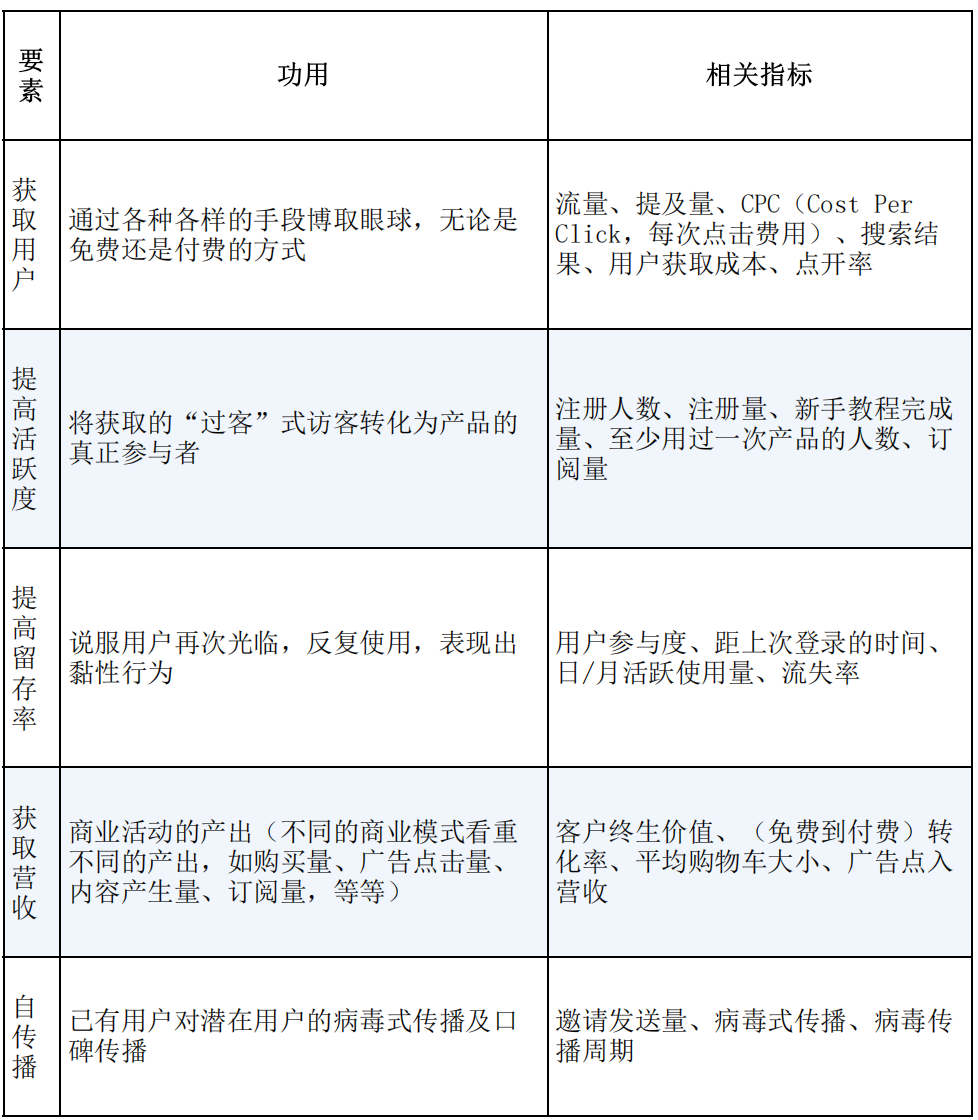 要素
功用
相关指标
获取用户
通过各种各样的手段博取眼球，无论是
免费还是付费的方式
流量、提及量、CPC（Cost Per
Click，每次点击费用）、搜索结
果、用户获取成本、点开率
提高活跃度
将获取的“过客”式访客转化为产品的
真正参与者
注册人数、注册量、新手教程完成
量、至少用过一次产品的人数、订
阅量
提高留存率
说服用户再次光临，反复使用，表现出
黏性行为
用户参与度、距上次登录的时间、
日/月活跃使用量、流失率
获取营收
商业活动的产出（不同的商业模式看重
不同的产出，如购买量、广告点击量、
内容产生量、订阅量，等等）
客户终生价值、（免费到付费）转
化率、平均购物车大小、广告点入
营收
自传播
已有用户对潜在用户的病毒式传播及口
碑传播
邀请发送量、病毒式传播、病毒传
播周期